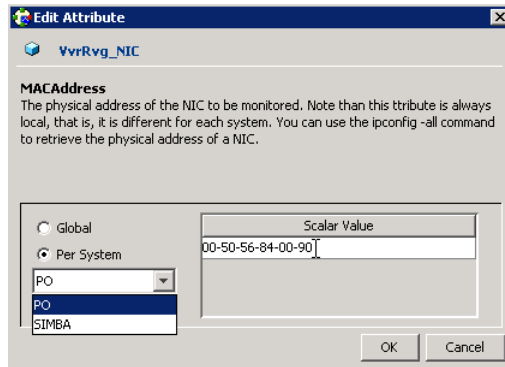 Edit Attribute
VvrRvg_NIC
MACAddress
The physical address of the NIC to be monitored. Note than this ttribute is always
local, that is, it is different for each system. You can use the ipconfig -all command
to retrieve the physical address of a NIC.
Global
Per System
Scalar Value
00-50-56-84-00-90
PO
PO
SIMBA
OK
Cancel